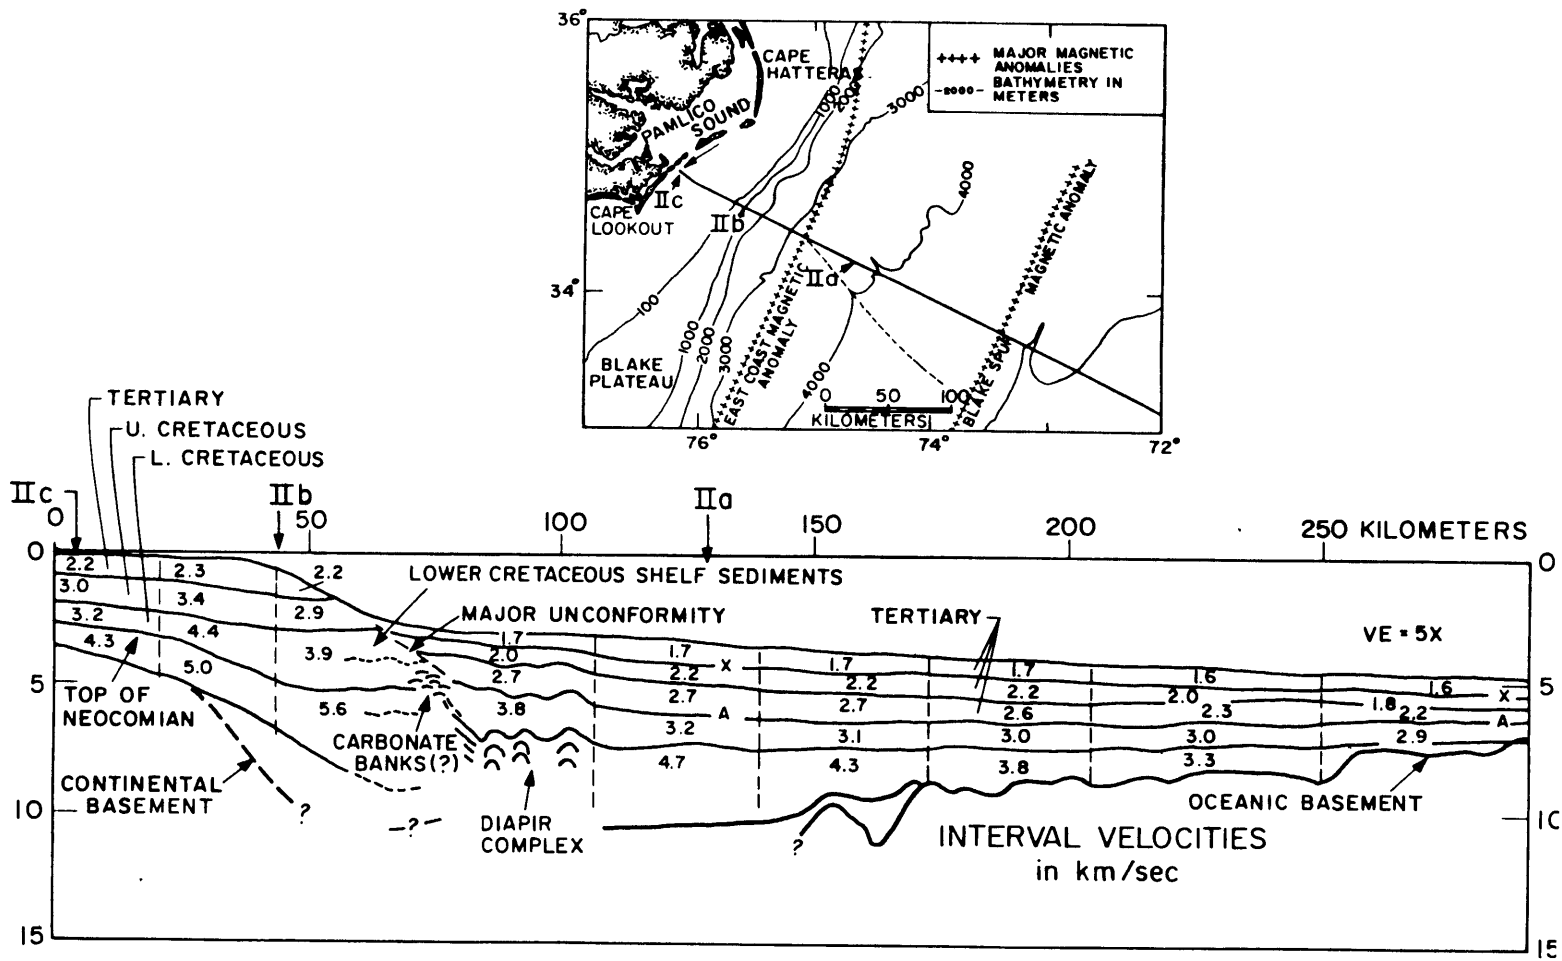 36°
CAPE
HATTERAS
++++ MAJOR MAGNETIC
ANOMALIES
-2000- BATHYMETRY IN
METERS
PAMLICO
SOUND
1000
2000
3000
4000
IIc
CAPE
LOOKOUT
IIb
IIa
34°
100
1000
2000
3000
4000
BLAKE
PLATEAU
EAST COAST MAGNETIC
ANOMALY
BLAKE SPUR
MAGNETIC ANOMALY
0 50 100
KILOMETERS
76° 74° 72°
TERTIARY
U. CRETACEOUS
L. CRETACEOUS
IIc IIb IIa
0 50 100 150 200 250 KILOMETERS
0 0
2.2 2.3 2.2
LOWER CRETACEOUS SHELF SEDIMENTS
3.0 3.4 2.9
MAJOR UNCONFORMITY
TERTIARY
VE = 5X
3.2 4.4 3.9
4.3 5.0 5.6
1.7 1.7 1.7 1.7 1.6 1.6
X X
2.0 2.2 2.2 2.2 2.0 1.8
2.7 2.7 2.7 2.6 2.3 2.2
A A
3.8 3.2 3.1 3.0 3.0 2.9
4.7 4.3 3.8 3.3
5 5
TOP OF
NEOCOMIAN
CARBONATE
BANKS(?)
CONTINENTAL
BASEMENT
?
-?-
DIAPIR
COMPLEX
?
OCEANIC BASEMENT
10 10
INTERVAL VELOCITIES
in km/sec
15 15